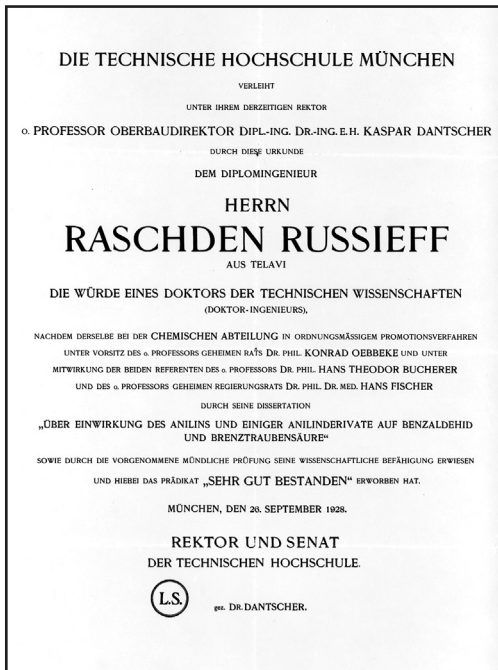 DIE TECHNISCHE HOCHSCHULE MÜNCHEN
VERLEIHT
UNTER IHREM DERZEITIGEN REKTOR
o. PROFESSOR OBERBAUDIREKTOR DIPL.-ING. DR.-ING. E.H. KASPAR DANTSCHER
DURCH DIESE URKUNDE
DEM DIPLOMINGENIEUR
HERRN
RASCHDEN RUSSIEFF
AUS TELAVI
DIE WÜRDE EINES DOKTORS DER TECHNISCHEN WISSENSCHAFTEN
(DOKTOR-INGENIEURS),
NACHDEM DERSELBE BEI DER CHEMISCHEN ABTEILUNG IN ORDNUNGSMÄSSIGEM PROMOTIONSVERFAHREN
UNTER VORSITZ DES o. PROFESSORS GEHEIMEN RATS DR. PHIL. KONRAD OEBBEKE UND UNTER
MITWIRKUNG DER BEIDEN REFERENTEN DES o. PROFESSORS DR. PHIL. HANS THEODOR BUCHERER
UND DES o. PROFESSORS GEHEIMEN REGIERUNGSRATS DR. PHIL. DR. MED. HANS FISCHER
DURCH SEINE DISSERTATION
„ÜBER EINWIRKUNG DES ANILINS UND EINIGER ANILINDERIVATE AUF BENZALDEHID
UND BRENZTRAUBENSÄURE“
SOWIE DURCH DIE VORGENOMMENE MÜNDLICHE PRÜFUNG SEINE WISSENSCHAFTLICHE BEFÄHIGUNG ERWIESEN
UND HIEBEI DAS PRÄDIKAT „SEHR GUT BESTANDEN“ ERWORBEN HAT.
MÜNCHEN, DEN 26. SEPTEMBER 1928.
REKTOR UND SENAT
DER TECHNISCHEN HOCHSCHULE.
L.S.
gez. DR. DANTSCHER.